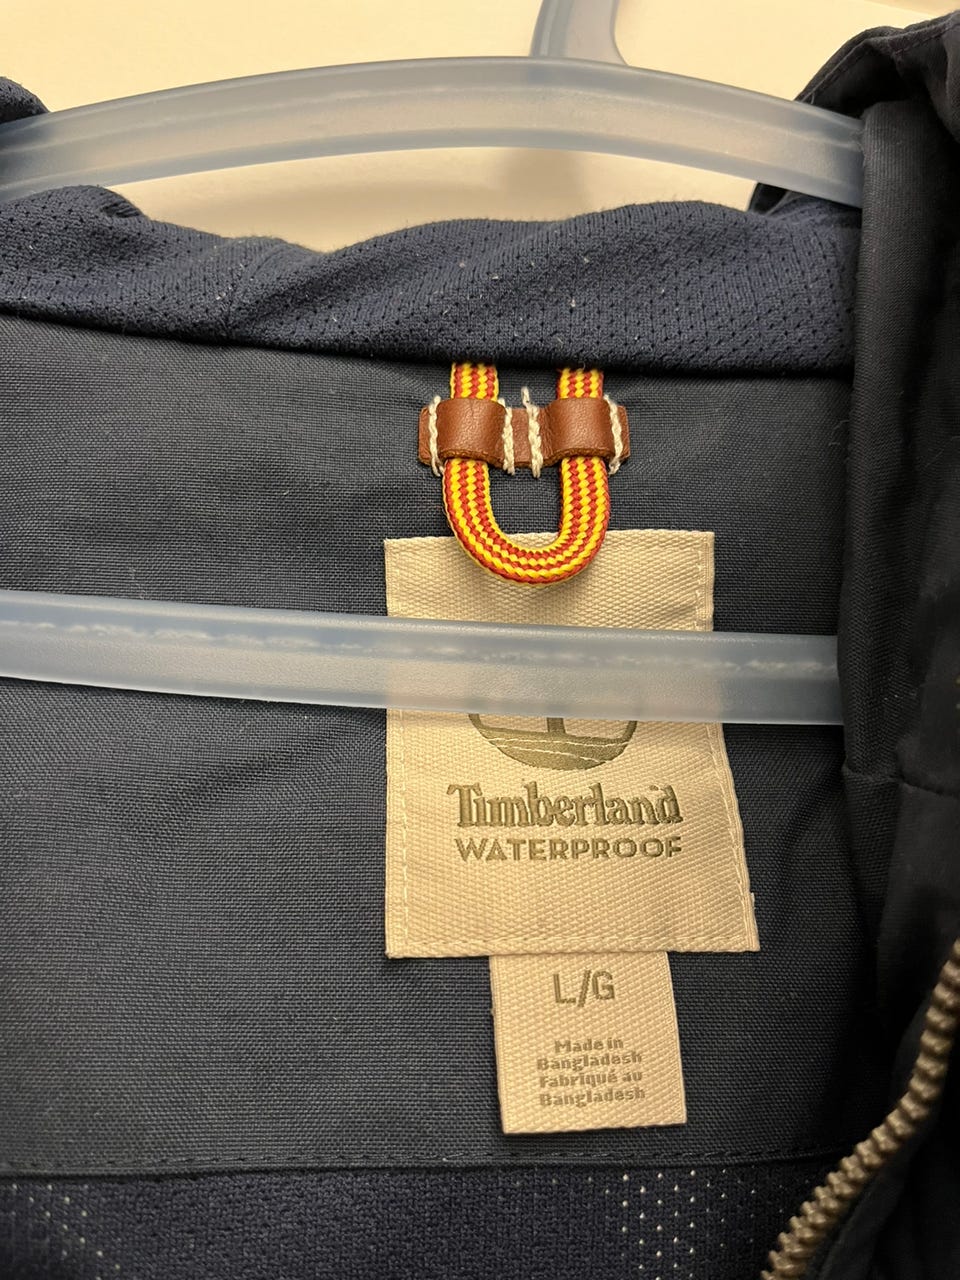 Timberland
WATERPROOF
L/G
Made in
Bangladesh
Fabriqué au
Bangladesh